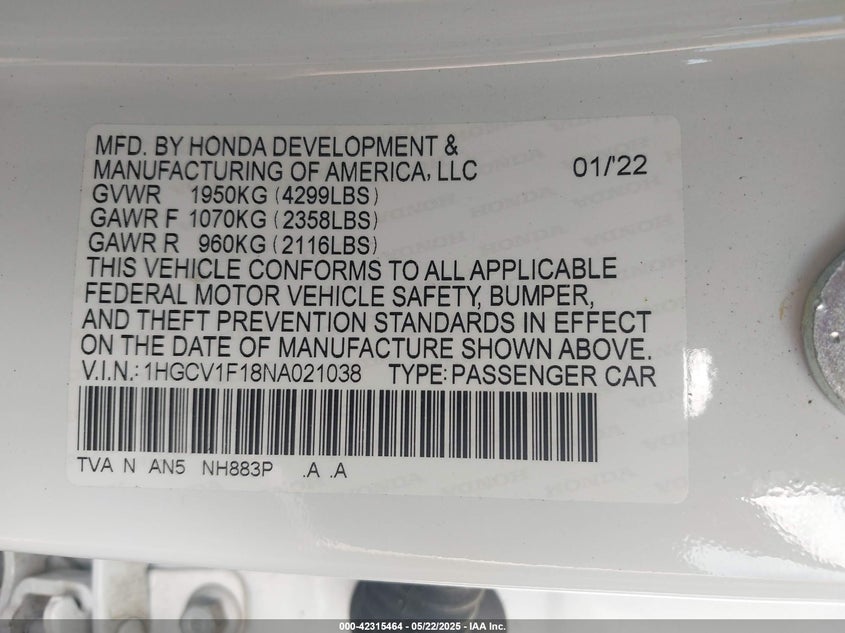 MFD. BY HONDA DEVELOPMENT &
MANUFACTURING OF AMERICA, LLC 01/'22
GVWR 1950KG (4299LBS)
GAWR F 1070KG (2358LBS)
GAWR R 960KG (2116LBS)
THIS VEHICLE CONFORMS TO ALL APPLICABLE
FEDERAL MOTOR VEHICLE SAFETY, BUMPER,
AND THEFT PREVENTION STANDARDS IN EFFECT
ON THE DATE OF MANUFACTURE SHOWN ABOVE.
V.I.N.: 1HGCV1F18NA021038 TYPE: PASSENGER CAR
TVA N AN5 NH883P .A .A
000-42315464 - 05/22/2025 - IAA Inc.